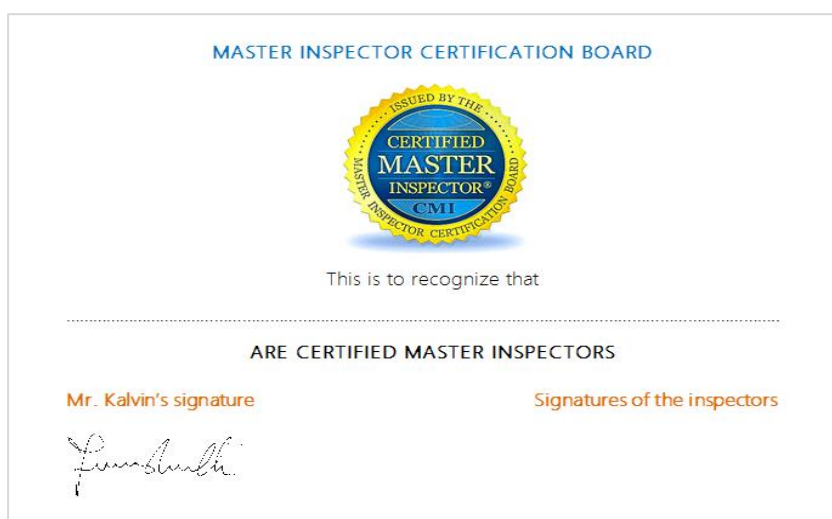 MASTER INSPECTOR CERTIFICATION BOARD
ISSUED BY THE
CERTIFIED
MASTER
INSPECTOR®
CMI
MASTER INSPECTOR CERTIFICATION BOARD
This is to recognize that
ARE CERTIFIED MASTER INSPECTORS
Mr. Kalvin's signature
Signatures of the inspectors